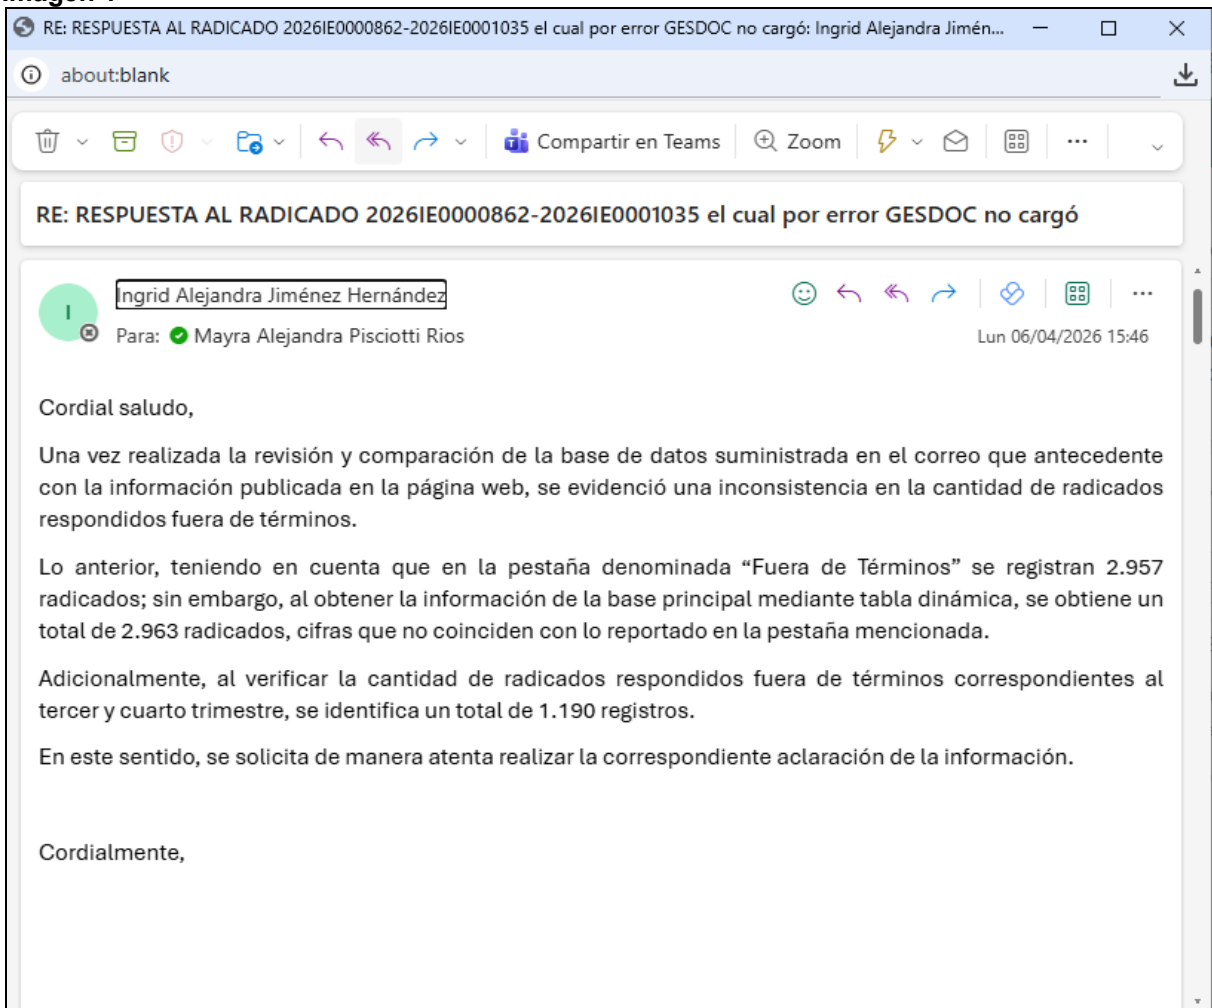 RE: RESPUESTA AL RADICADO 2026IE0000862-2026IE0001035 el cual por error GESDOC no cargó: Ingrid Alejandra Jimén...
about:blank
Compartir en Teams Zoom
RE: RESPUESTA AL RADICADO 2026IE0000862-2026IE0001035 el cual por error GESDOC no cargó
I
Ingrid Alejandra Jiménez Hernández
Para: Mayra Alejandra Pisciotti Rios
Lun 06/04/2026 15:46
Cordial saludo,
Una vez realizada la revisión y comparación de la base de datos suministrada en el correo que antecedente
con la información publicada en la página web, se evidenció una inconsistencia en la cantidad de radicados
respondidos fuera de términos.
Lo anterior, teniendo en cuenta que en la pestaña denominada “Fuera de Términos” se registran 2.957
radicados; sin embargo, al obtener la información de la base principal mediante tabla dinámica, se obtiene un
total de 2.963 radicados, cifras que no coinciden con lo reportado en la pestaña mencionada.
Adicionalmente, al verificar la cantidad de radicados respondidos fuera de términos correspondientes al
tercer y cuarto trimestre, se identifica un total de 1.190 registros.
En este sentido, se solicita de manera atenta realizar la correspondiente aclaración de la información.
Cordialmente,